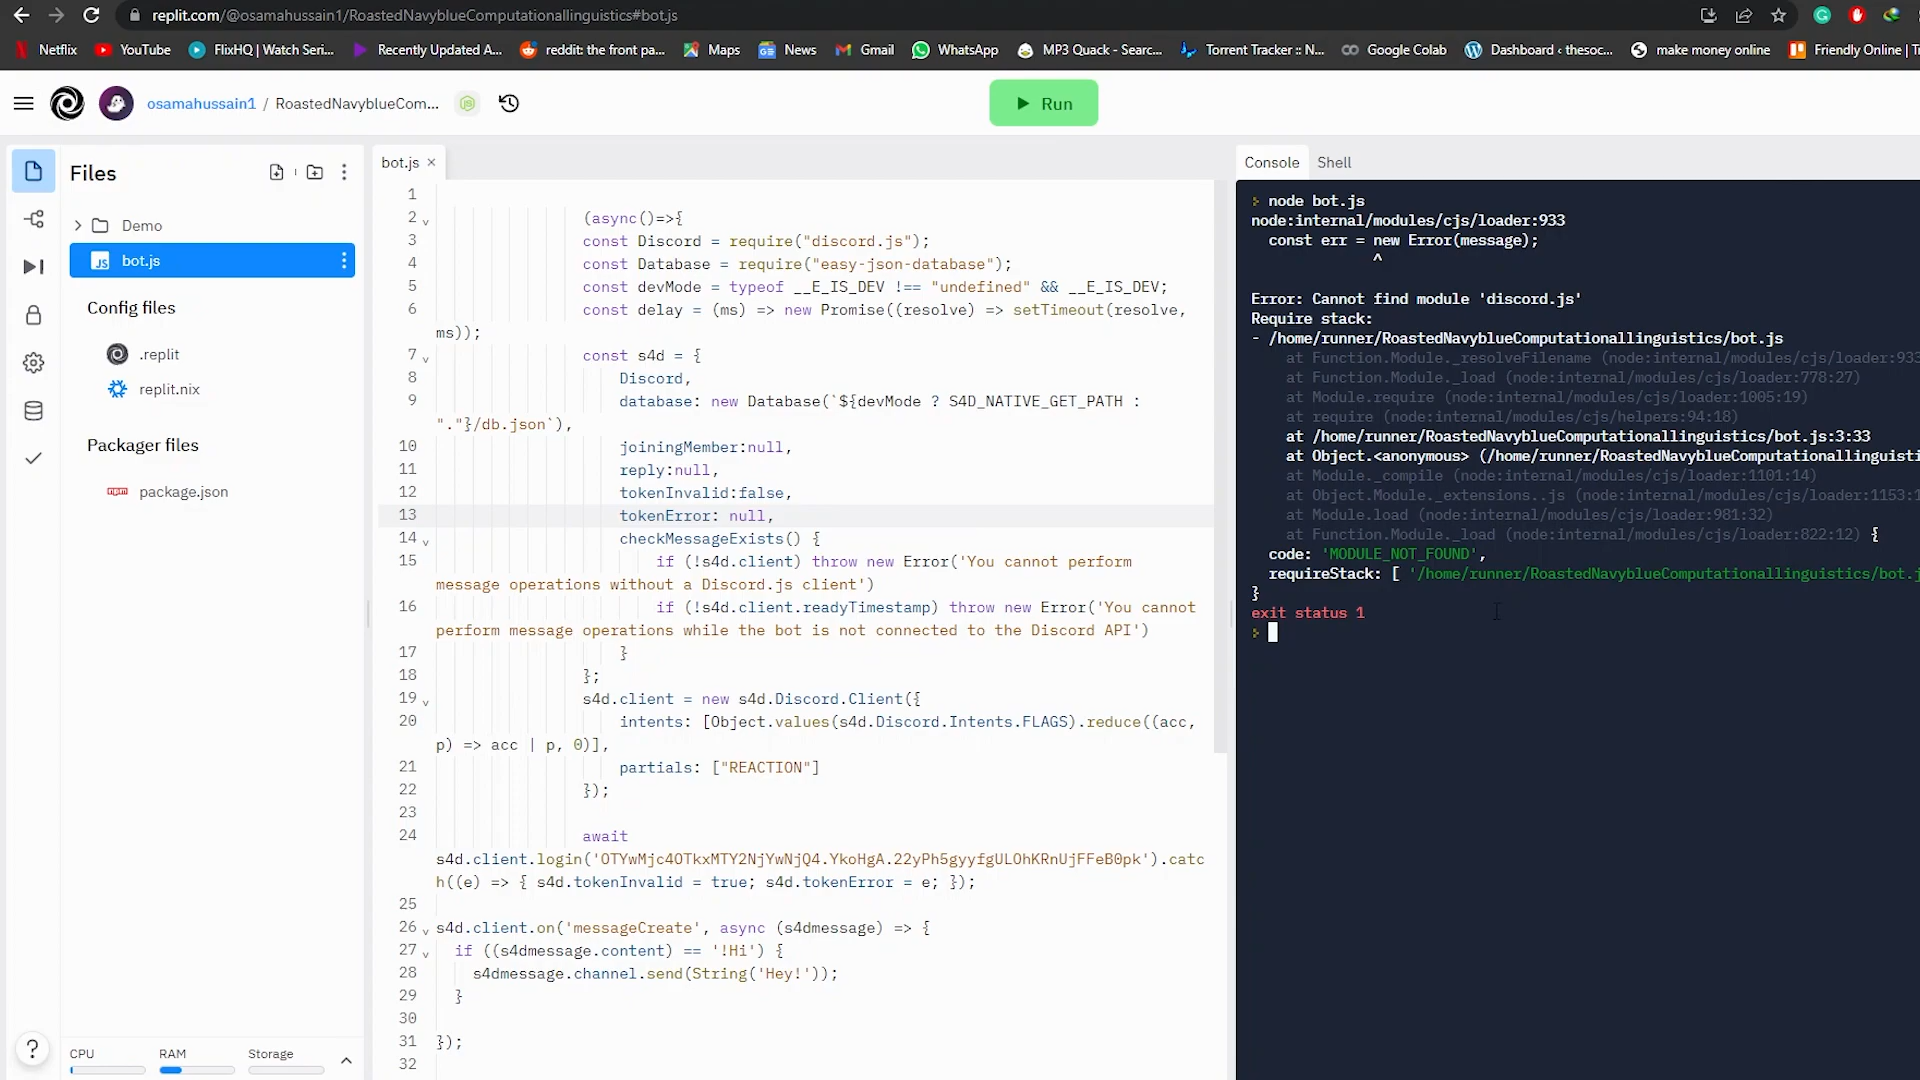 replit.com/@osamahussain1/RoastedNavyblueComputationallinguistics#bot.js
Netflix YouTube FlixHQ | Watch Seri... Recently Updated A... reddit: the front pa... Maps News Gmail WhatsApp MP3 Quack - Searc... Torrent Tracker :: N... Google Colab Dashboard ‹ thesoc... make money online Friendly Online |
osamahussain1 / RoastedNavyblueCom... Run
Files
Demo
bot.js
Config files
.replit
replit.nix
Packager files
package.json
CPU RAM Storage
?
bot.js ×
1
2 (async()=>{
3 const Discord = require("discord.js");
4 const Database = require("easy-json-database");
5 const devMode = typeof __E_IS_DEV !== "undefined" && __E_IS_DEV;
6 const delay = (ms) => new Promise((resolve) => setTimeout(resolve,
ms));
7 const s4d = {
8 Discord,
9 database: new Database(`${devMode ? S4D_NATIVE_GET_PATH :
"."}/db.json`),
10 joiningMember:null,
11 reply:null,
12 tokenInvalid:false,
13 tokenError: null,
14 checkMessageExists() {
15 if (!s4d.client) throw new Error('You cannot perform
message operations without a Discord.js client')
16 if (!s4d.client.readyTimestamp) throw new Error('You cannot
perform message operations while the bot is not connected to the Discord API')
17 }
18 };
19 s4d.client = new s4d.Discord.Client({
20 intents: [Object.values(s4d.Discord.Intents.FLAGS).reduce((acc,
p) => acc | p, 0)],
21 partials: ["REACTION"]
22 });
23
24 await
s4d.client.login('OTYwMjc4OTkxMTY2NjYwNjQ4.YkoHgA.22yPh5gyyfgULOhKRnUjFFeB0pk').catc
h((e) => { s4d.tokenInvalid = true; s4d.tokenError = e; });
25
26 s4d.client.on('messageCreate', async (s4dmessage) => {
27 if ((s4dmessage.content) == '!Hi') {
28 s4dmessage.channel.send(String('Hey!'));
29 }
30
31 });
32
Console Shell
node bot.js
node:internal/modules/cjs/loader:933
const err = new Error(message);
^
Error: Cannot find module 'discord.js'
Require stack:
- /home/runner/RoastedNavyblueComputationallinguistics/bot.js
at Function.Module._resolveFilename (node:internal/modules/cjs/loader:933
at Function.Module._load (node:internal/modules/cjs/loader:778:27)
at Module.require (node:internal/modules/cjs/loader:1005:19)
at require (node:internal/modules/cjs/helpers:94:18)
at /home/runner/RoastedNavyblueComputationallinguistics/bot.js:3:33
at Object.<anonymous> (/home/runner/RoastedNavyblueComputationallinguisti
at Module._compile (node:internal/modules/cjs/loader:1101:14)
at Object.Module._extensions..js (node:internal/modules/cjs/loader:1153:1
at Module.load (node:internal/modules/cjs/loader:981:32)
at Function.Module._load (node:internal/modules/cjs/loader:822:12) {
code: 'MODULE_NOT_FOUND',
requireStack: [ '/home/runner/RoastedNavyblueComputationallinguistics/bot.j
}
exit status 1